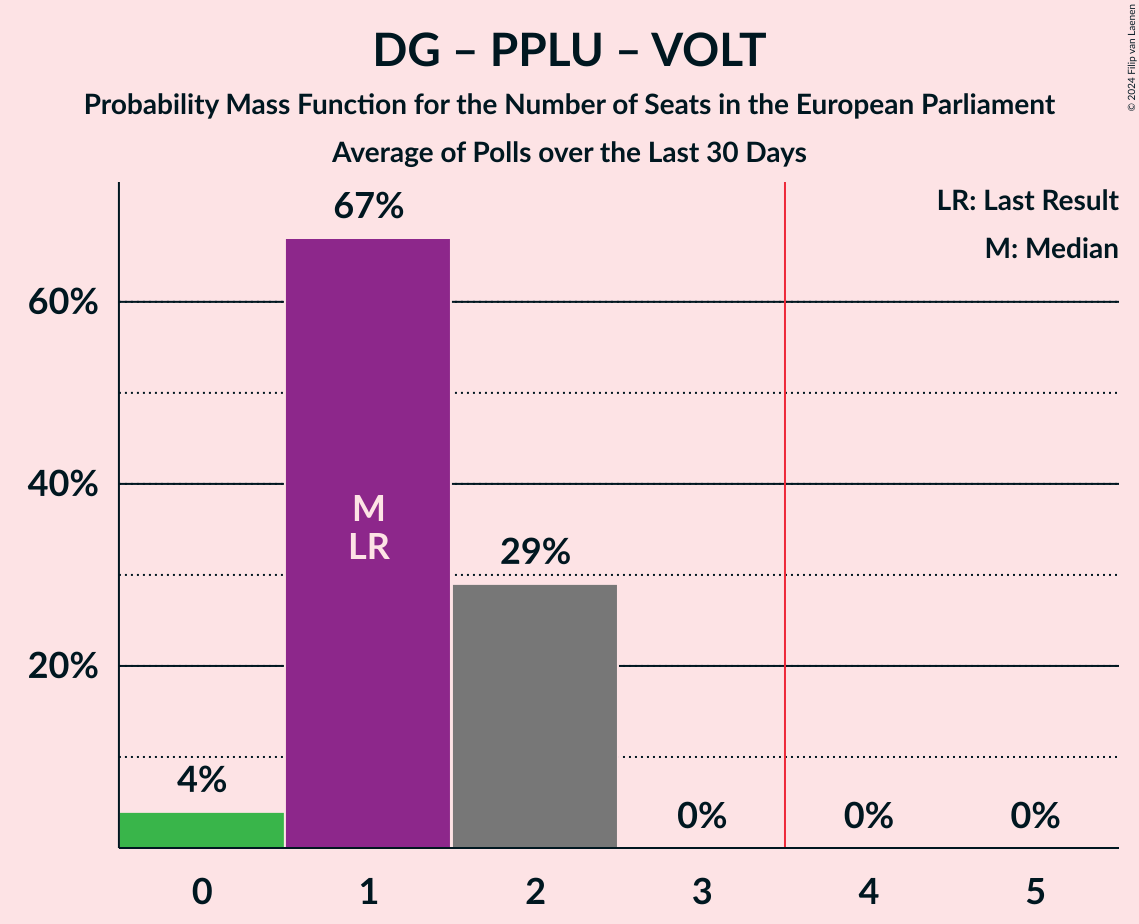 DG – PPLU – VOLT
Probability Mass Function for the Number of Seats in the European Parliament
Average of Polls over the Last 30 Days
© 2024 Filip van Laenen
LR: Last Result
M: Median
67%
60%
40%
M
LR
29%
20%
4%
0%
0%
0%
0
1
2
3
4
5